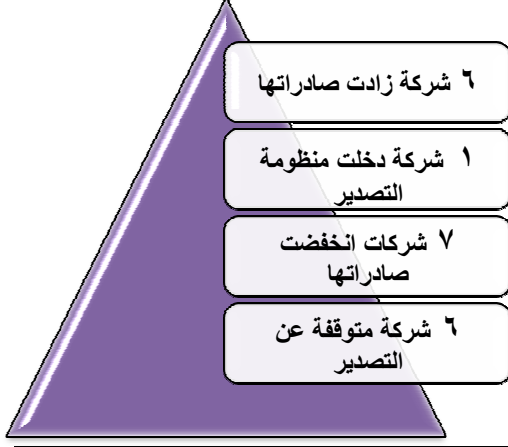 ٦ شركة زادت صادراتها
١ شركة دخلت منظومة
التصدير
٧ شركات انخفضت
صادراتها
٦ شركة متوقفة عن
التصدير